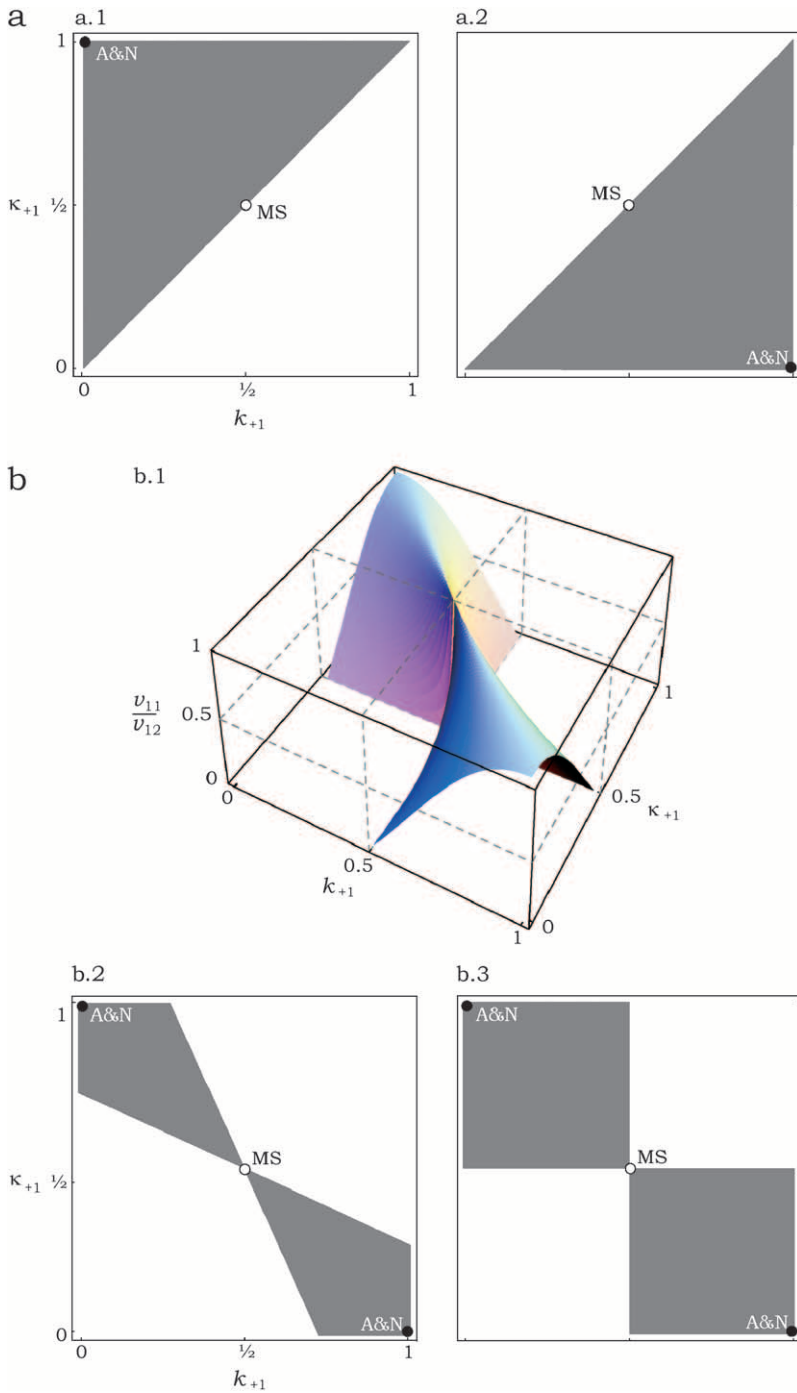 a
a.1
a.2
1
A&N
κ₊₁ ½
MS
MS
0
A&N
0 ½ 1
k₊₁
b
b.1
1
v₁₁
v₁₂
0.5
0
0
0.5
k₊₁
1
0
0.5
κ₊₁
1
b.2
b.3
1
A&N
A&N
MS
MS
κ₊₁ ½
0
A&N
A&N
0 ½ 1
k₊₁